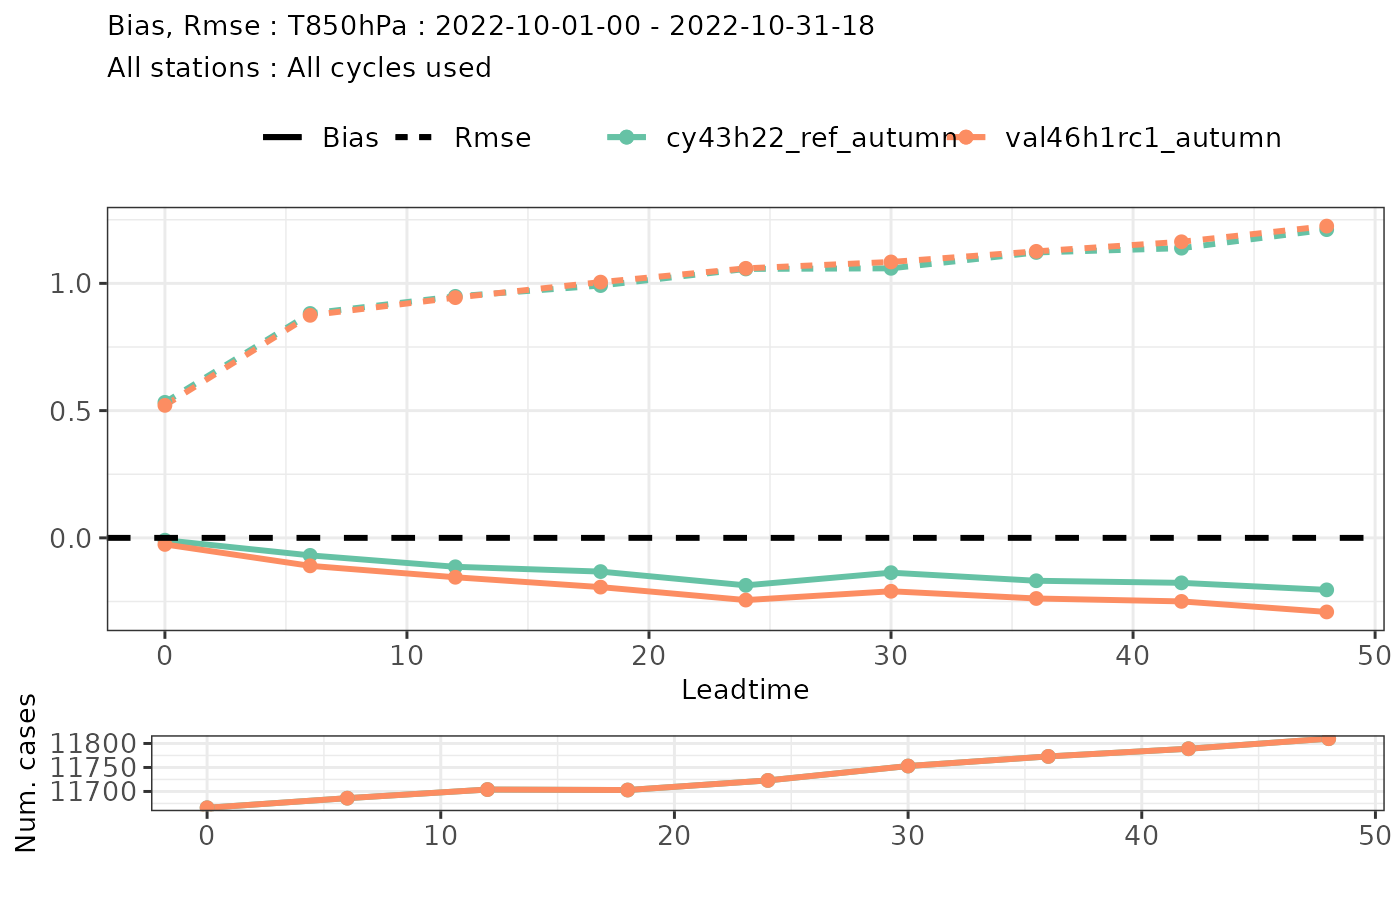 Bias, Rmse : T850hPa : 2022-10-01-00 - 2022-10-31-18
All stations : All cycles used
Bias Rmse cy43h22_ref_autumn val46h1rc1_autumn
1.0
0.5
0.0
0 10 20 30 40 50
Leadtime
Num. cases
11800
11750
11700
0 10 20 30 40 50